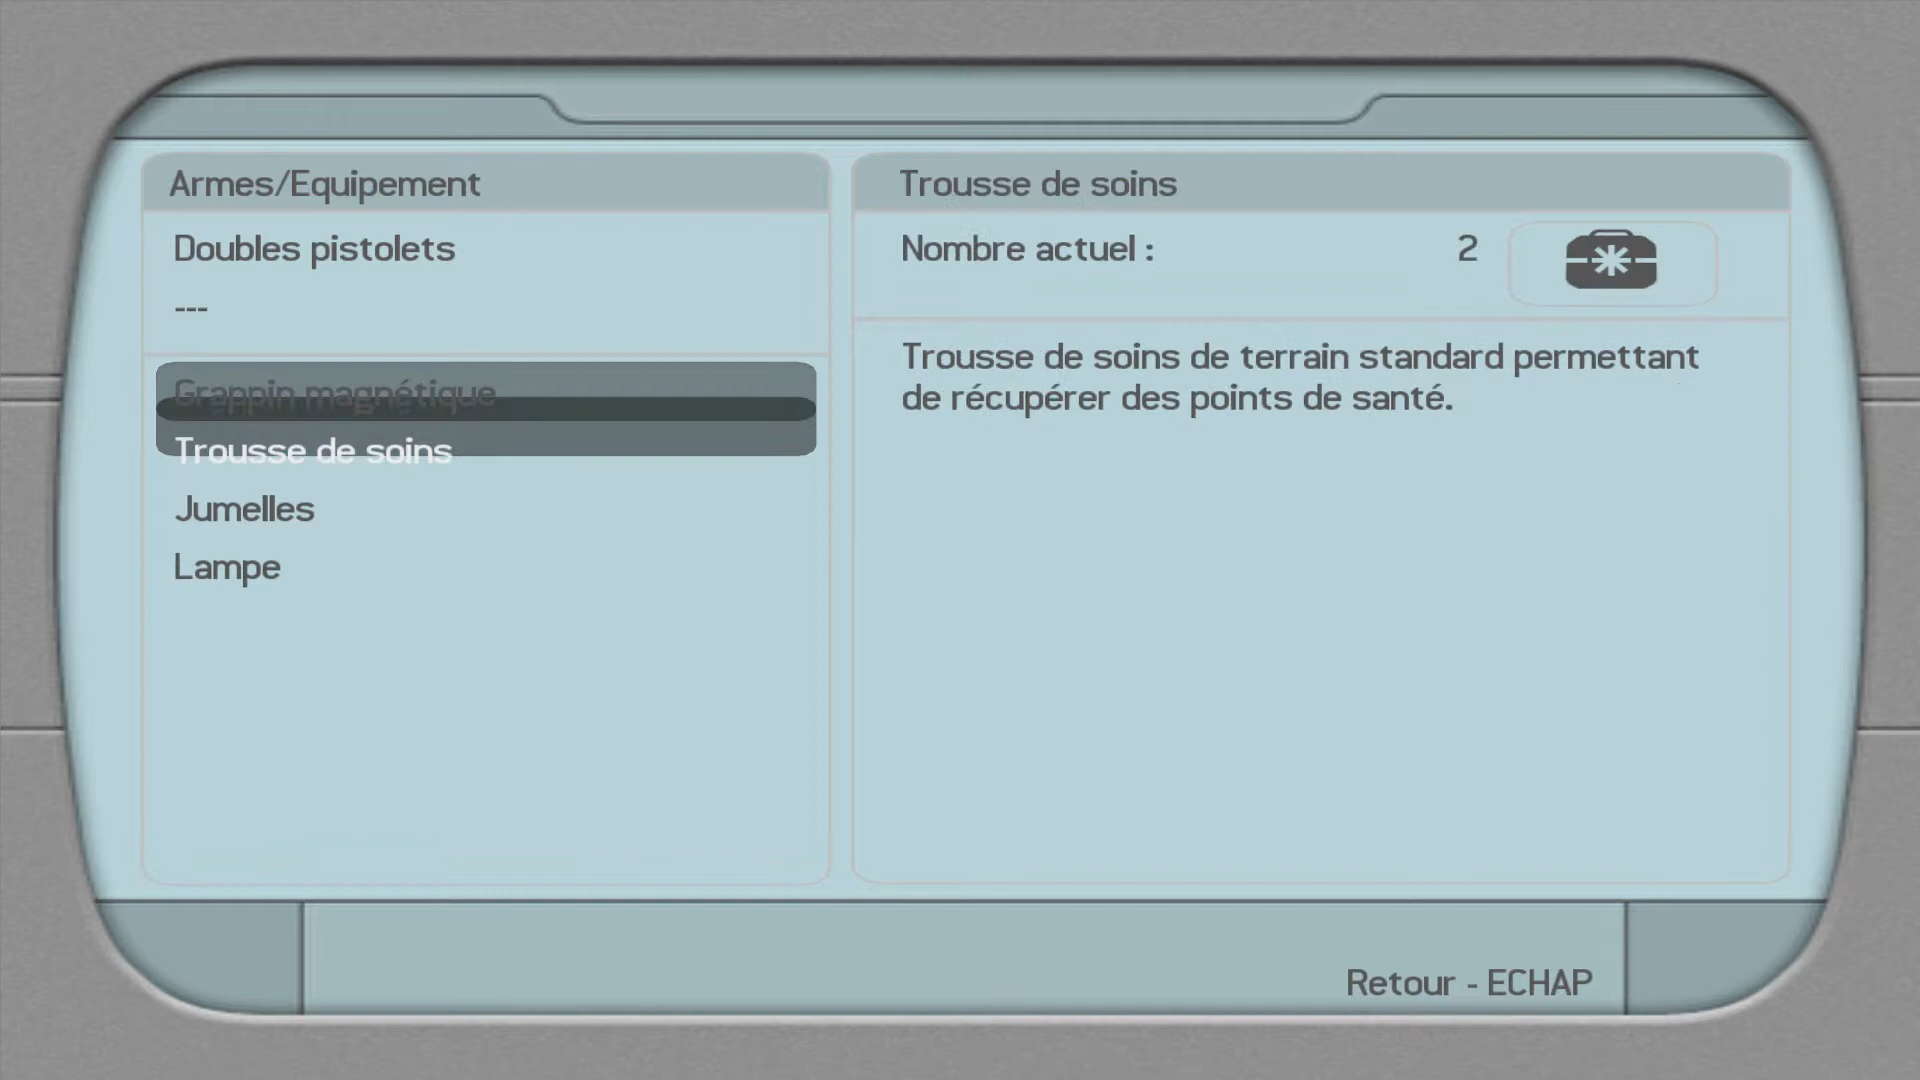 Armes/Equipement
Doubles pistolets
---
Grappin magnétique
Trousse de soins
Jumelles
Lampe
Trousse de soins
Nombre actuel : 2
Trousse de soins de terrain standard permettant
de récupérer des points de santé.
Retour - ECHAP